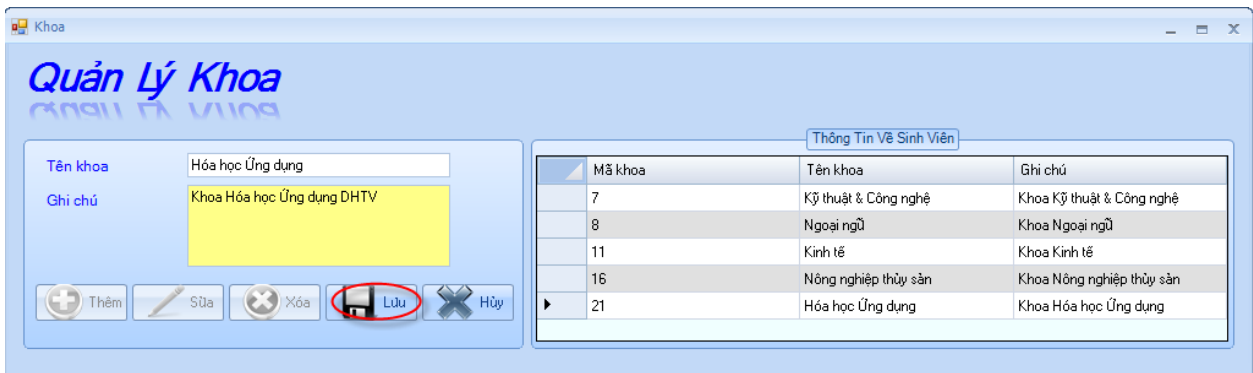 Khoa
Quản Lý Khoa
Tên khoa Hóa học Ứng dụng
Ghi chú Khoa Hóa học Ứng dụng DHTV
Thêm Sửa Xóa Lưu Hủy
Thông Tin Về Sinh Viên
Mã khoa Tên khoa Ghi chú
7 Kỹ thuật & Công nghệ Khoa Kỹ thuật & Công nghệ
8 Ngoại ngữ Khoa Ngoại ngữ
11 Kinh tế Khoa Kinh tế
16 Nông nghiệp thủy sản Khoa Nông nghiệp thủy sản
21 Hóa học Ứng dụng Khoa Hóa học Ứng dụng